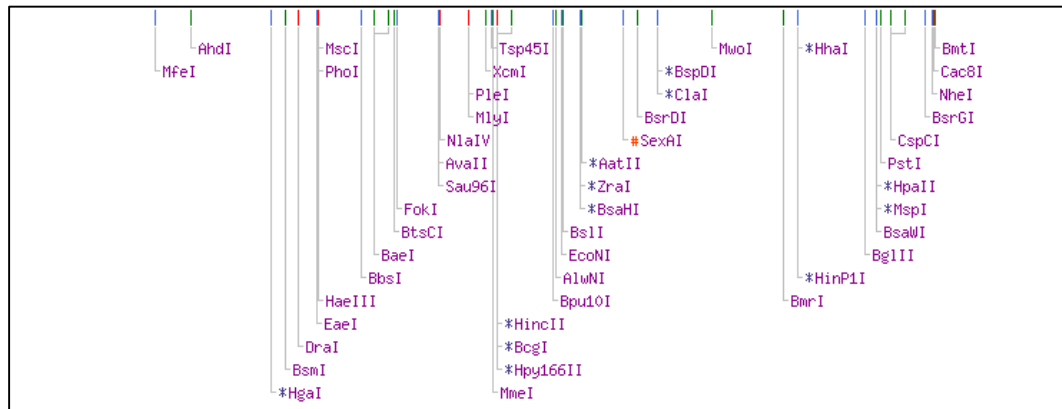 AhdI MscI Tsp45I MwoI *HhaI BmtI
MfeI PhoI XcmI *BspDI Cac8I
PleI *ClaI NheI
MlyI BsrDI BsrGI
NlaIV #SexAI CspCI
AvaII *AatII PstI
Sau96I *ZraI *HpaII
FokI *BsaHI *MspI
BtsCI BslI BsaWI
BaeI EcoNI BglII
BbsI AlwNI *HinP1I
HaeIII Bpu10I BmrI
EaeI *HincII
DraI *BcgI
BsmI *Hpy166II
*HgaI MmeI